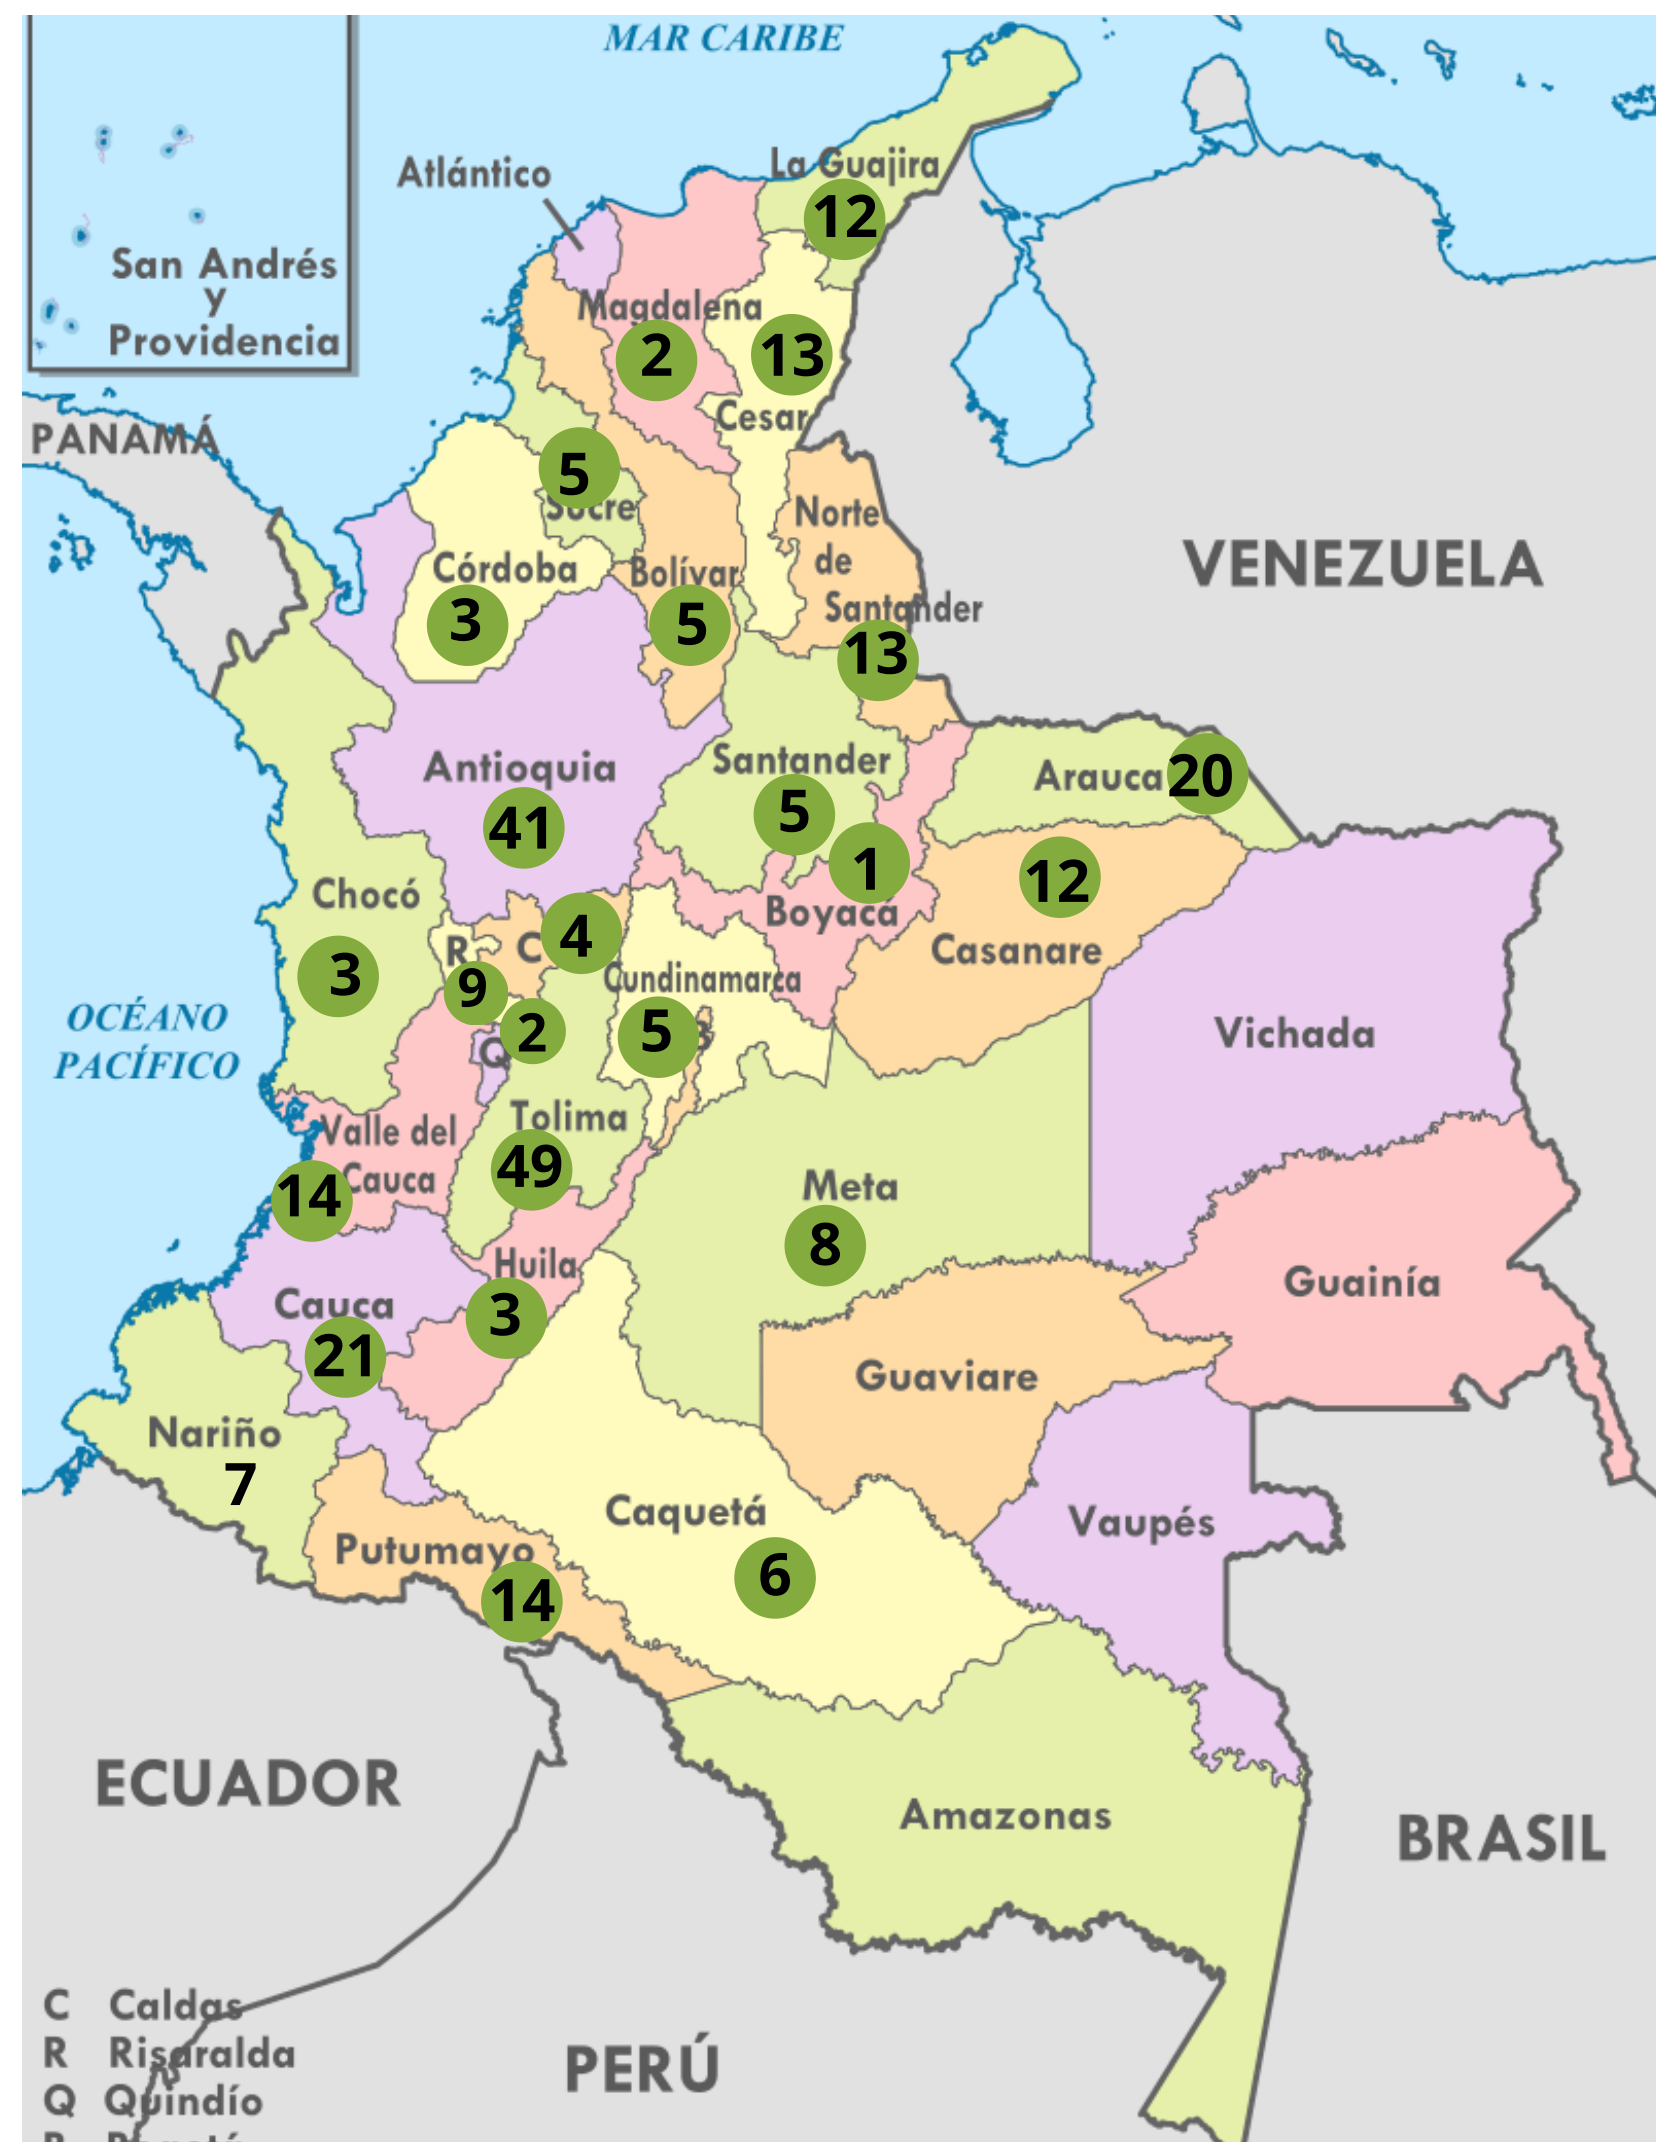 MAR CARIBE
La Guajira
12
Atlántico
San Andrés
y
Providencia
Magdalena
2
13
Cesar
PANAMÁ
5
Sucre
Norte
de
Santander
13
VENEZUELA
Córdoba
3
Bolívar
5
Antioquia
41
Santander
5
Arauca
20
1
Boyacá
12
Casanare
Chocó
3
R
9
C
4
Cundinamarca
5
B
Q
2
OCÉANO
PACÍFICO
Vichada
Valle del
Cauca
14
Tolima
49
Meta
8
Huila
3
Cauca
21
Guainía
Guaviare
Nariño
7
Caquetá
6
Vaupés
Putumayo
14
ECUADOR
Amazonas
BRASIL
PERÚ
C Caldas
R Risaralda
Q Quindío